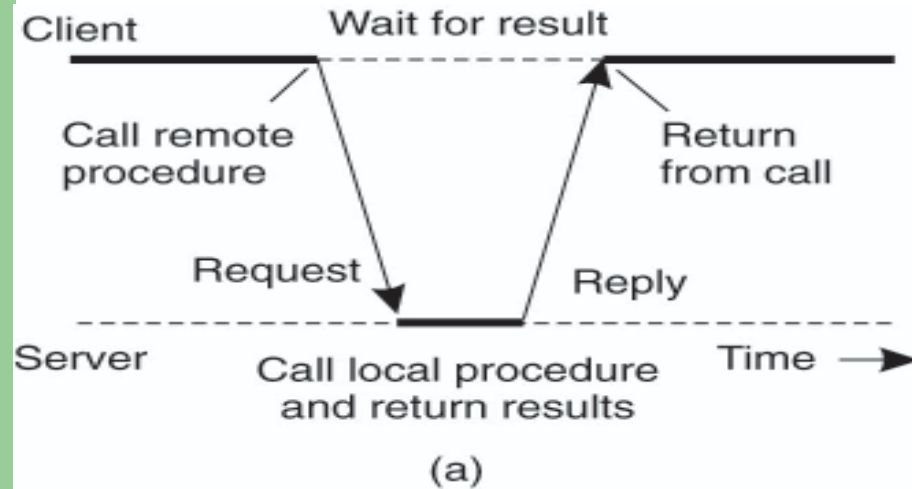 Client
Wait for result
Call remote
procedure
Return
from call
Request
Reply
Server
Call local procedure
and return results
Time
(a)